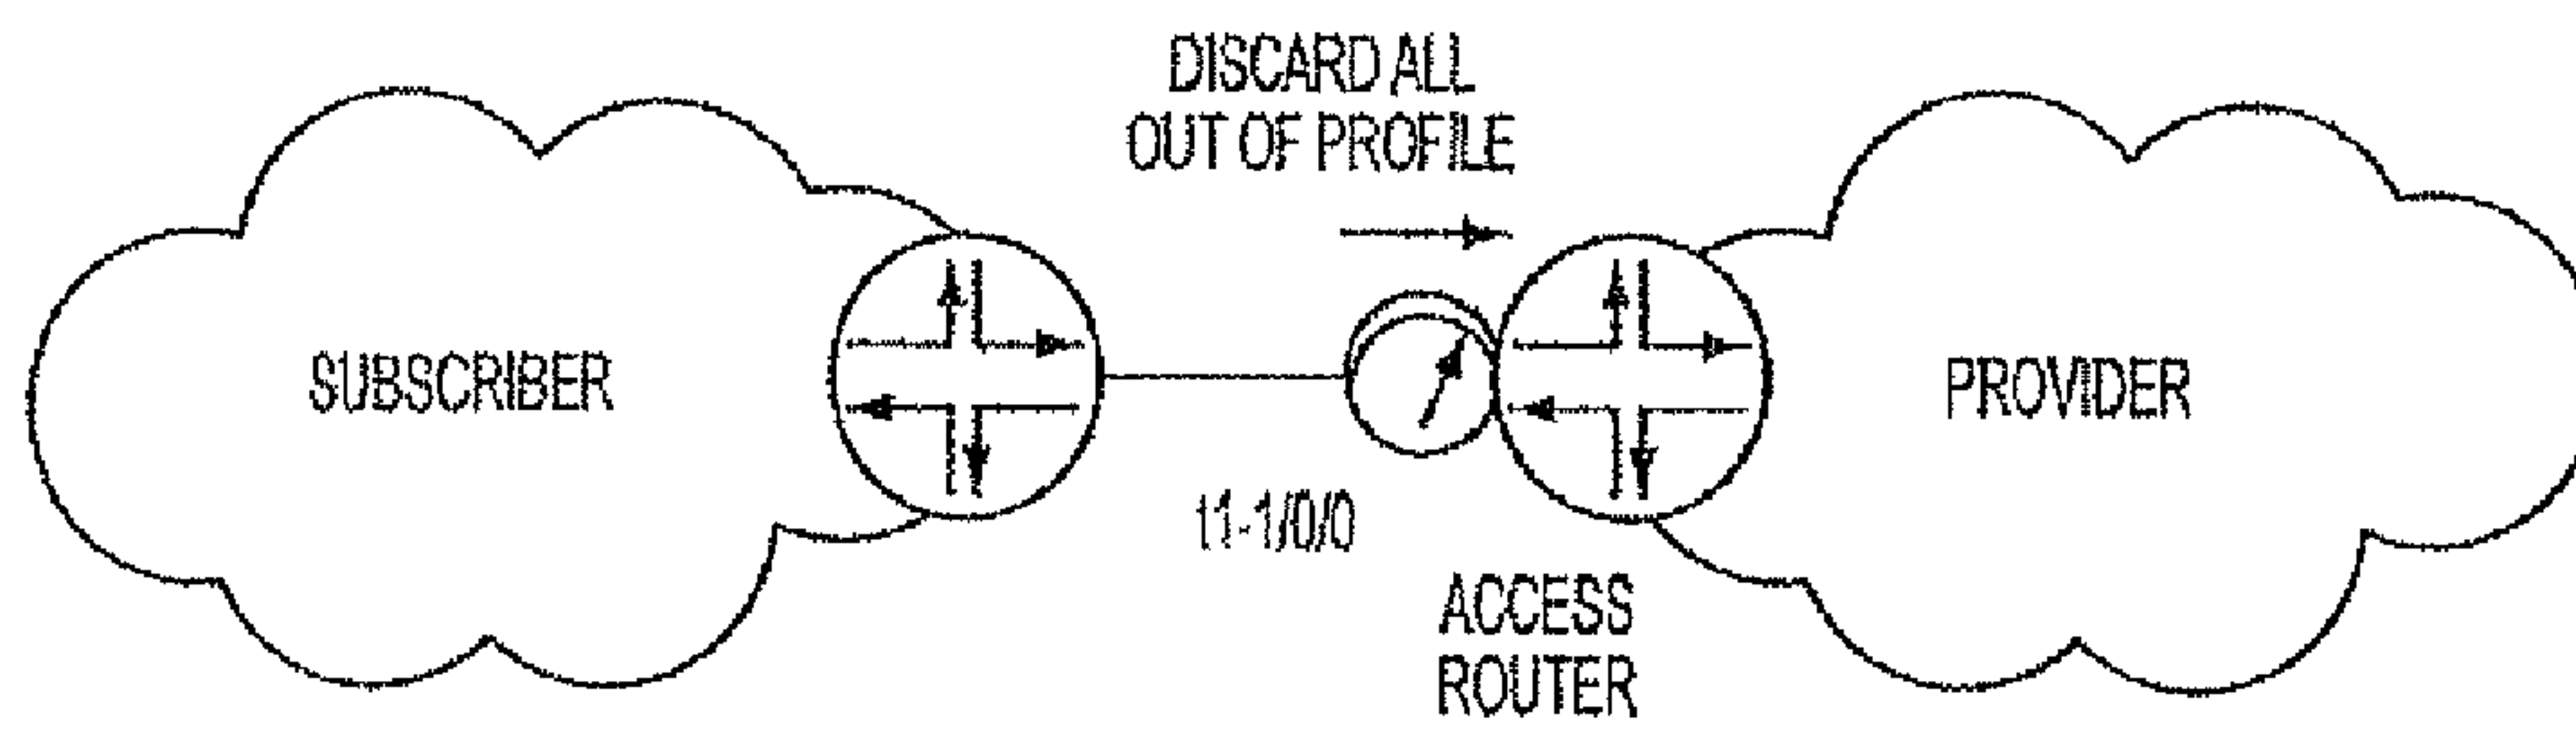 DISCARD ALL
OUT OF PROFILE
SUBSCRIBER
PROVIDER
t1-1/0/0
ACCESS
ROUTER